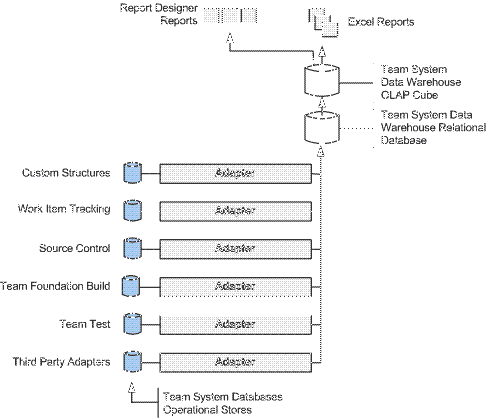 Report Designer
Reports
Excel Reports
Team System
Data Warehouse
CLAP Cube
Team System Data
Warehouse Relational
Database
Custom Structures
Adapter
Work Item Tracking
Adapter
Source Control
Adapter
Team Foundation Build
Adapter
Team Test
Adapter
Third Party Adapters
Adapter
Team System Databases
Operational Stores